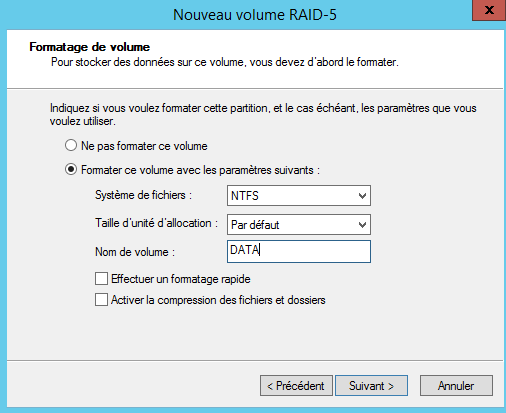 Nouveau volume RAID-5
x
Formatage de volume
Pour stocker des données sur ce volume, vous devez d'abord le formater.
Indiquez si vous voulez formater cette partition, et le cas échéant, les paramètres que vous
voulez utiliser.
Ne pas formater ce volume
Formater ce volume avec les paramètres suivants :
Système de fichiers : NTFS
Taille d'unité d'allocation : Par défaut
Nom de volume : DATA
Effectuer un formatage rapide
Activer la compression des fichiers et dossiers
< Précédent Suivant > Annuler